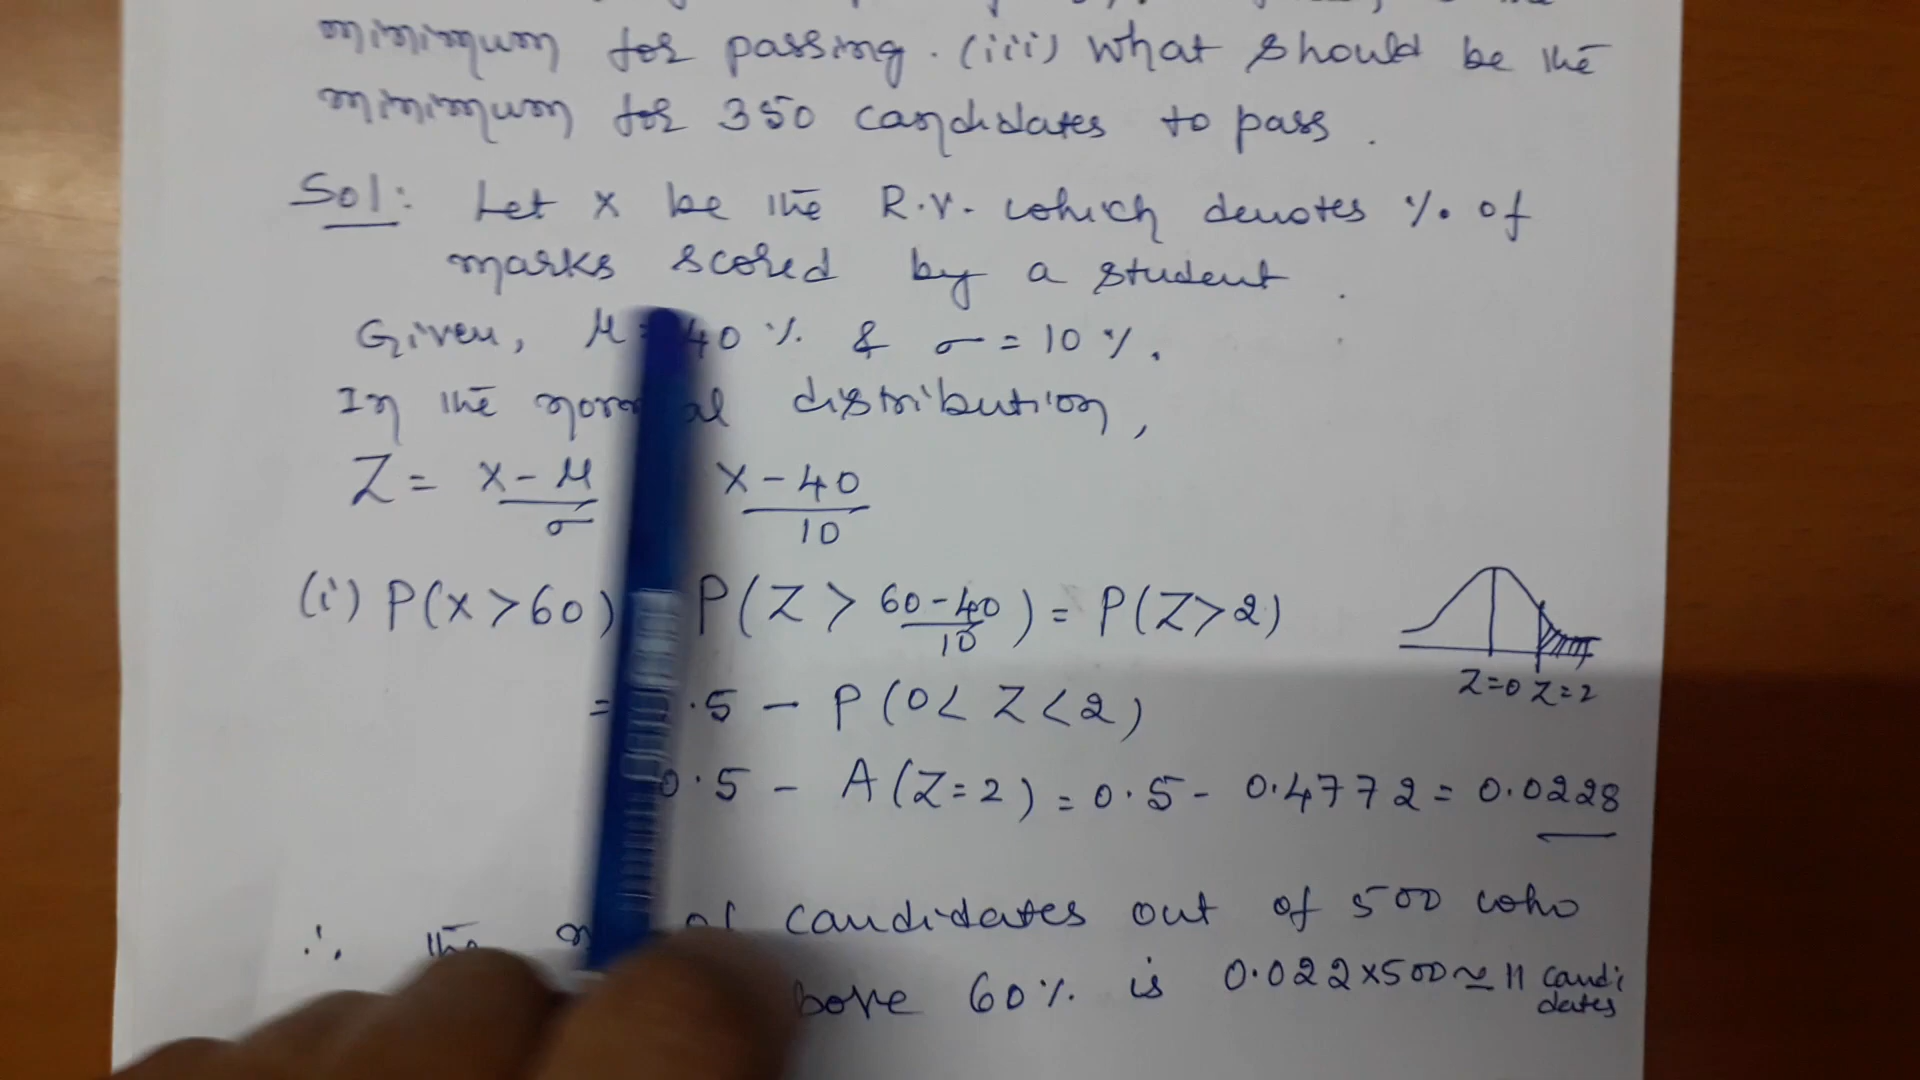 minimum for passing. (iii) What should be the
minimum for 350 candidates to pass.
Sol: Let X be the R.V. which denotes % of
marks scored by a student.
Given, μ = 40 % & σ = 10 %.
In the normal distribution,
Z = X - μ / σ X - 40 / 10
(i) P(X > 60) P(Z > 60-40 / 10) = P(Z > 2)
= .5 - P(0 < Z < 2)
Z=0 Z=2
0.5 - A(Z=2) = 0.5 - 0.4772 = 0.0228
∴ the of candidates out of 500 who
60% is 0.022×500 ≃ 11 candi
dates